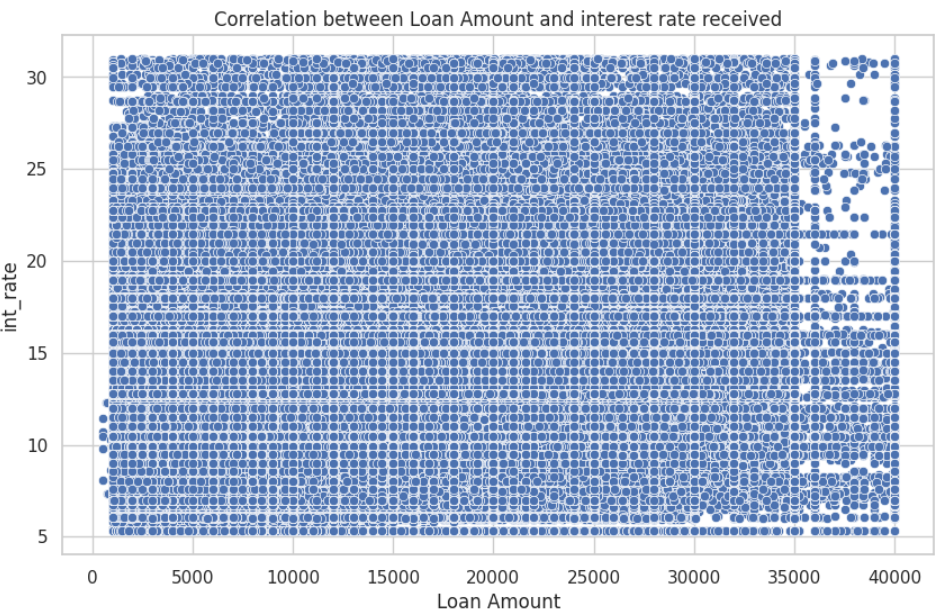 Correlation between Loan Amount and interest rate received
int_rate
30
25
20
15
10
5
0 5000 10000 15000 20000 25000 30000 35000 40000
Loan Amount